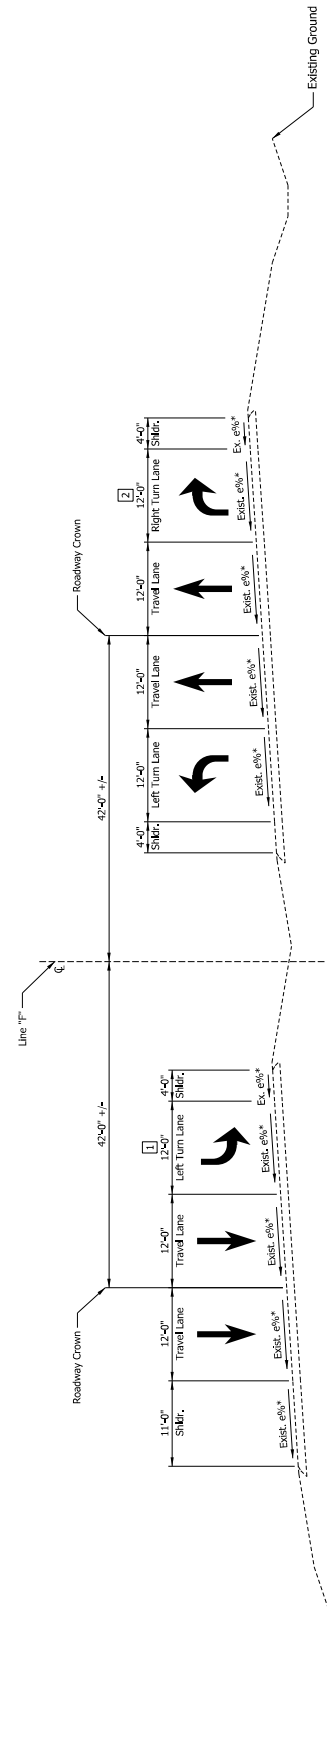 Line "F"
℄
Roadway Crown
Roadway Crown
42'-0" +/-
42'-0" +/-
1
2
11'-0"
Shldr.
12'-0"
Travel Lane
12'-0"
Travel Lane
12'-0"
Left Turn Lane
4'-0"
Shldr.
4'-0"
Shldr.
12'-0"
Left Turn Lane
12'-0"
Travel Lane
12'-0"
Travel Lane
12'-0"
Right Turn Lane
4'-0"
Shldr.
Exist. e%*
Exist. e%*
Exist. e%*
Exist. e%*
Ex. e%*
Exist. e%*
Exist. e%*
Exist. e%*
Exist. e%*
Ex. e%*
Existing Ground